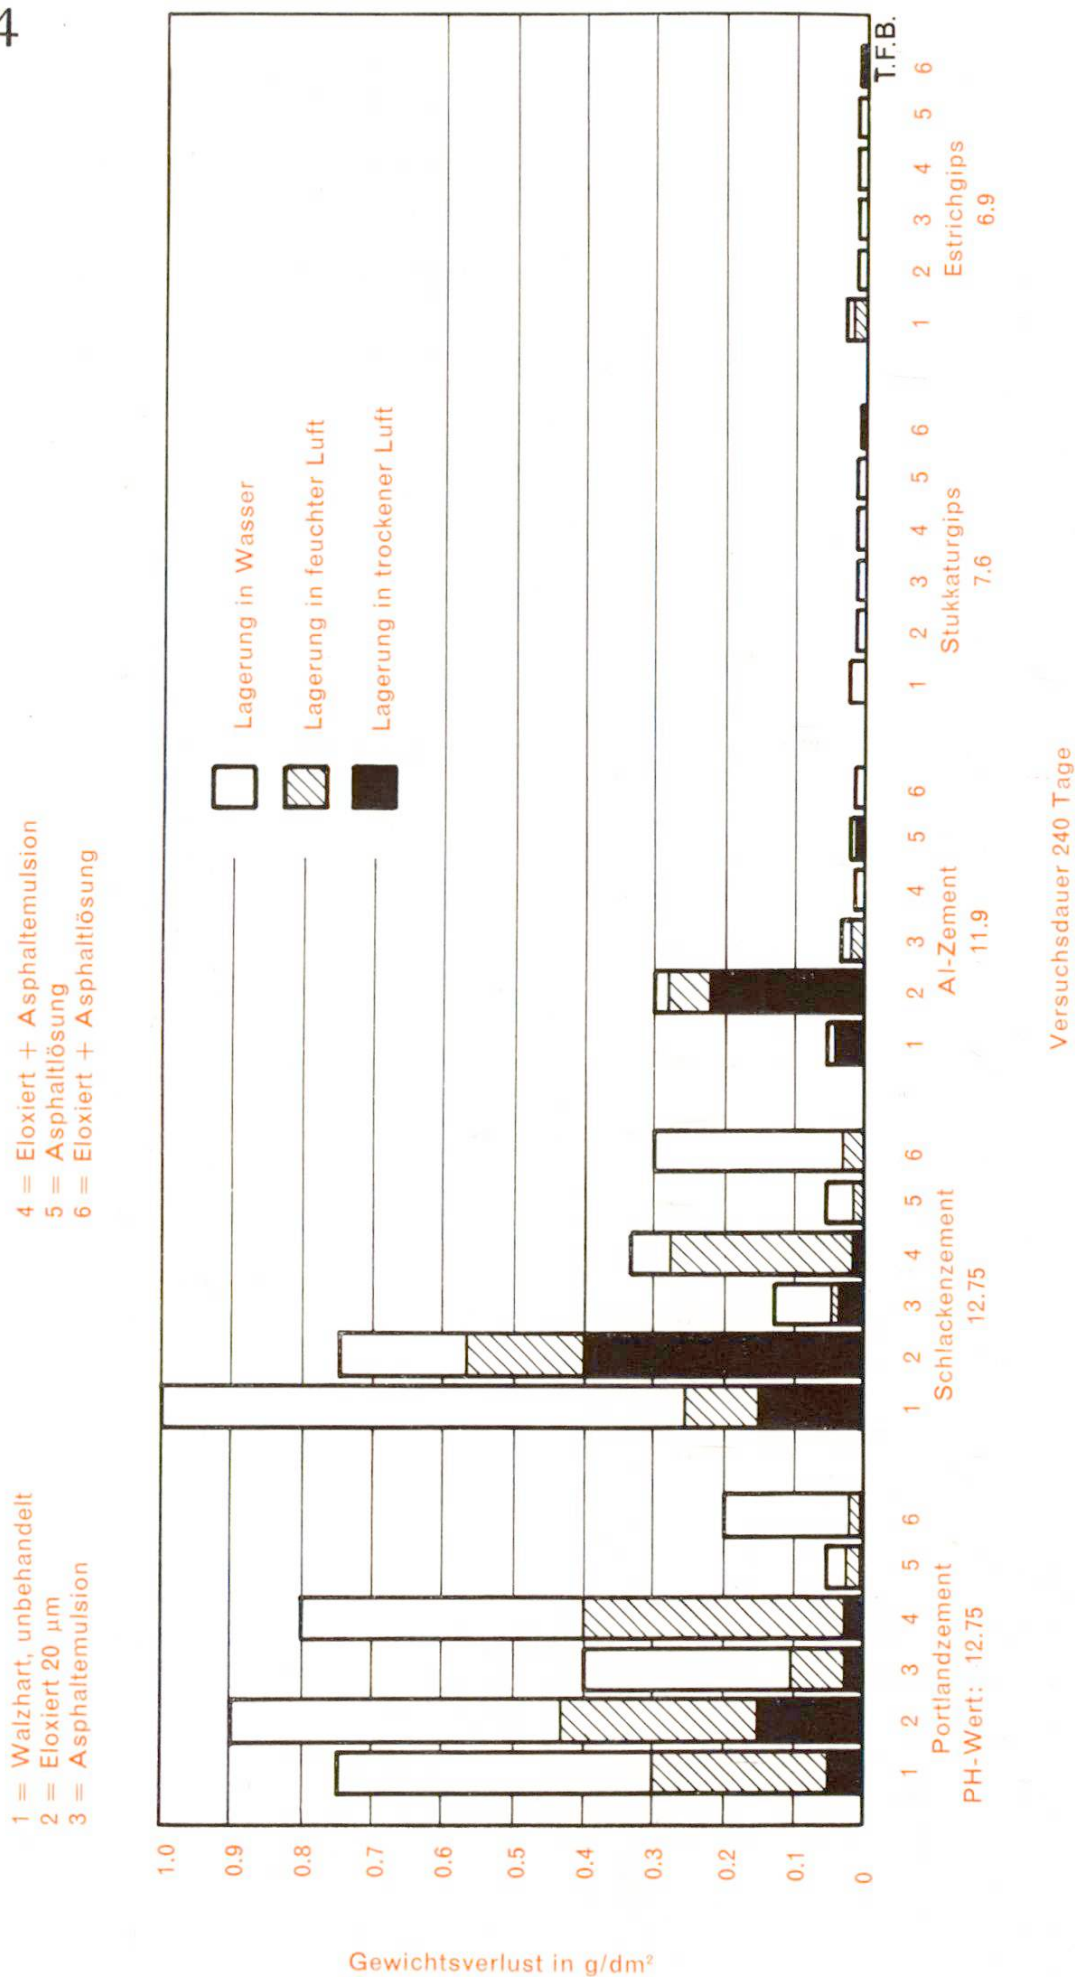 4
1 = Walzhart, unbehandelt
2 = Eloxiert 20 μm
3 = Asphaltemulsion
4 = Eloxiert + Asphaltemulsion
5 = Asphaltlösung
6 = Eloxiert + Asphaltlösung
Gewichtsverlust in g/dm²
1.0
0.9
0.8
0.7
0.6
0.5
0.4
0.3
0.2
0.1
0
Lagerung in Wasser
Lagerung in feuchter Luft
Lagerung in trockener Luft
T.F.B.
1 2 3 4 5 6 1 2 3 4 5 6 1 2 3 4 5 6 1 2 3 4 5 6 1 2 3 4 5 6
Portlandzement Schlackenzement Al-Zement Stukkaturgips Estrichgips
PH-Wert: 12.75 12.75 11.9 7.6 6.9
Versuchsdauer 240 Tage